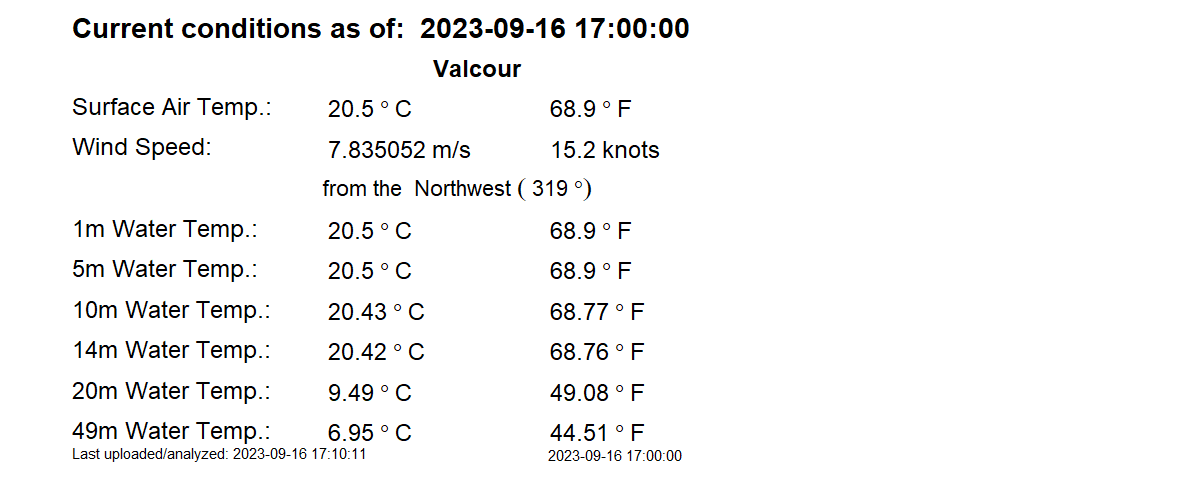 Current conditions as of: 2023-09-16 17:00:00
Valcour
Surface Air Temp.: 20.5 ° C 68.9 ° F
Wind Speed: 7.835052 m/s 15.2 knots
from the Northwest ( 319 °)
1m Water Temp.: 20.5 ° C 68.9 ° F
5m Water Temp.: 20.5 ° C 68.9 ° F
10m Water Temp.: 20.43 ° C 68.77 ° F
14m Water Temp.: 20.42 ° C 68.76 ° F
20m Water Temp.: 9.49 ° C 49.08 ° F
49m Water Temp.: 6.95 ° C 44.51 ° F
Last uploaded/analyzed: 2023-09-16 17:10:11 2023-09-16 17:00:00